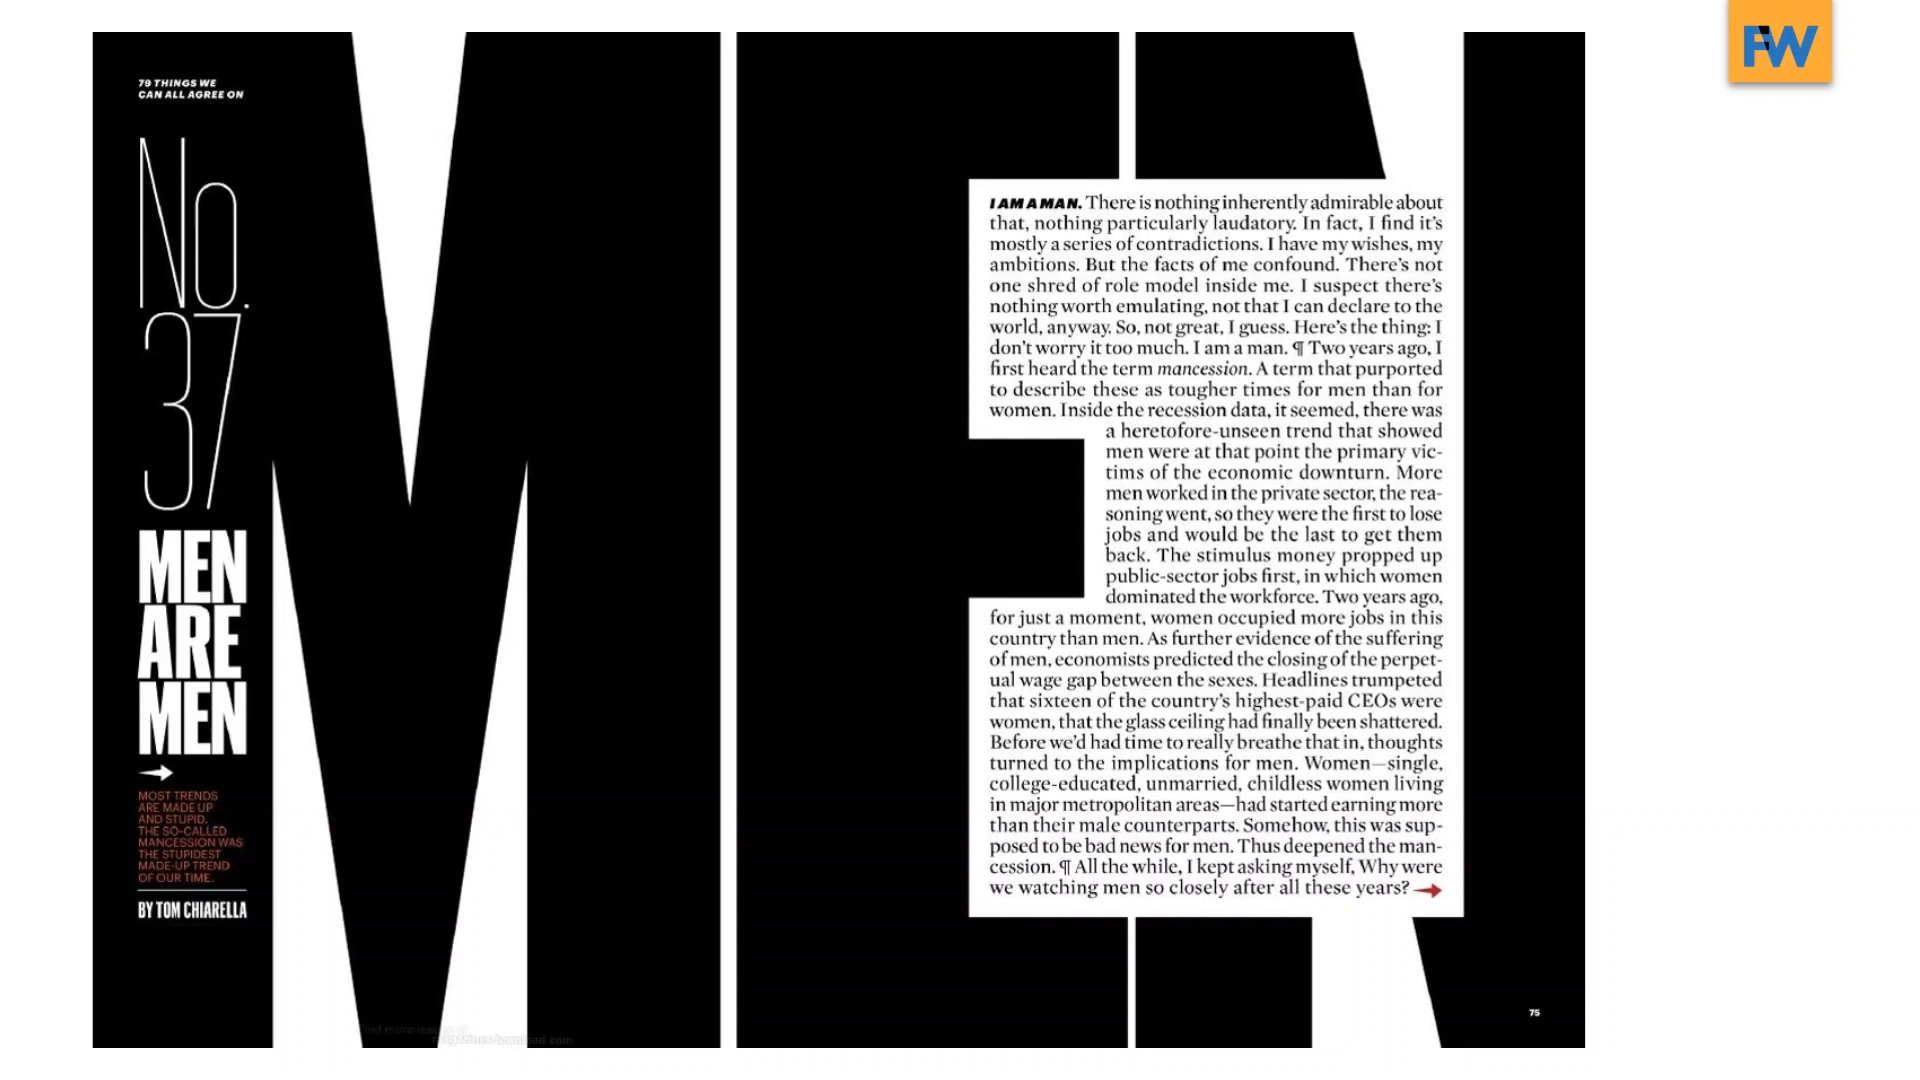 FW
79 THINGS WE
CAN ALL AGREE ON
No.
37
MEN
ARE
MEN
MOST TRENDS
ARE MADE UP
AND STUPID.
THE SO-CALLED
MANCESSION WAS
THE STUPIDEST
MADE-UP TREND
OF OUR TIME.
BY TOM CHIARELLA
MEN
I AM A MAN. There is nothing inherently admirable about
that, nothing particularly laudatory. In fact, I find it's
mostly a series of contradictions. I have my wishes, my
ambitions. But the facts of me confound. There's not
one shred of role model inside me. I suspect there's
nothing worth emulating, not that I can declare to the
world, anyway. So, not great, I guess. Here's the thing: I
don't worry it too much. I am a man. ¶ Two years ago, I
first heard the term mancession. A term that purported
to describe these as tougher times for men than for
women. Inside the recession data, it seemed, there was
a heretofore-unseen trend that showed
men were at that point the primary vic-
tims of the economic downturn. More
men worked in the private sector, the rea-
soning went, so they were the first to lose
jobs and would be the last to get them
back. The stimulus money propped up
public-sector jobs first, in which women
dominated the workforce. Two years ago,
for just a moment, women occupied more jobs in this
country than men. As further evidence of the suffering
of men, economists predicted the closing of the perpet-
ual wage gap between the sexes. Headlines trumpeted
that sixteen of the country's highest-paid CEOs were
women, that the glass ceiling had finally been shattered.
Before we'd had time to really breathe that in, thoughts
turned to the implications for men. Women—single,
college-educated, unmarried, childless women living
in major metropolitan areas—had started earning more
than their male counterparts. Somehow, this was sup-
posed to be bad news for men. Thus deepened the man-
cession. ¶ All the while, I kept asking myself, Why were
we watching men so closely after all these years?
75